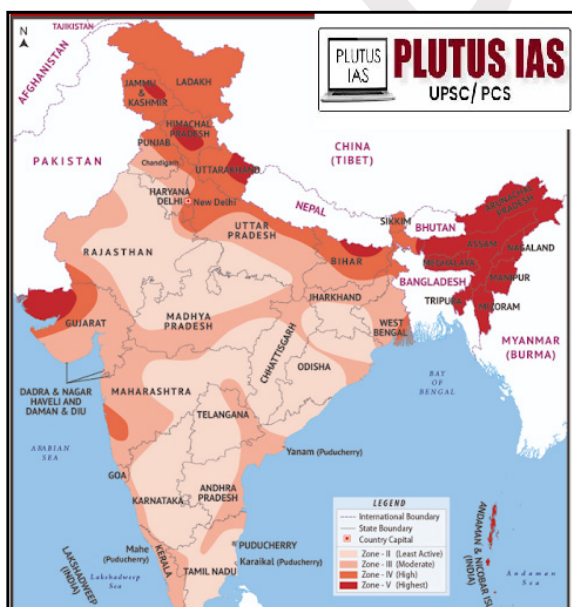 TAJIKISTAN
N
AFGHANISTAN
PLUTUS
IAS
PLUTUS IAS
UPSC/ PCS
LADAKH
JAMMU
&
KASHMIR
HIMACHAL
PRADESH
PUNJAB
Chandigarh
UTTARAKHAND
PAKISTAN
CHINA
(TIBET)
HARYANA
DELHI
New Delhi
NEPAL
ARUNACHAL
PRADESH
SIKKIM
BHUTAN
RAJASTHAN
UTTAR
PRADESH
ASSAM
NAGALAND
BIHAR
MEGHALAYA
MANIPUR
BANGLADESH
JHARKHAND
TRIPURA
MIZORAM
GUJARAT
MADHYA
PRADESH
WEST
BENGAL
CHHATTISGARH
MYANMAR
(BURMA)
ODISHA
DADRA & NAGAR
HAVELI AND
DAMAN & DIU
MAHARASHTRA
BAY
OF
BENGAL
TELANGANA
ARABIAN
SEA
Yanam (Puducherry)
GOA
ANDHRA
PRADESH
KARNATAKA
LEGEND
International Boundary
State Boundary
Country Capital
Zone - II (Least Active)
Zone - III (Moderate)
Zone - IV (High)
Zone - V (Highest)
ANDAMAN & NICOBAR IS
(INDIA)
PUDUCHERRY
Mahe
(Puducherry)
Karaikal (Puducherry)
KERALA
TAMIL NADU
LAKSHADWEEP
(INDIA)
Lakshadweep
Sea
Andaman
Sea